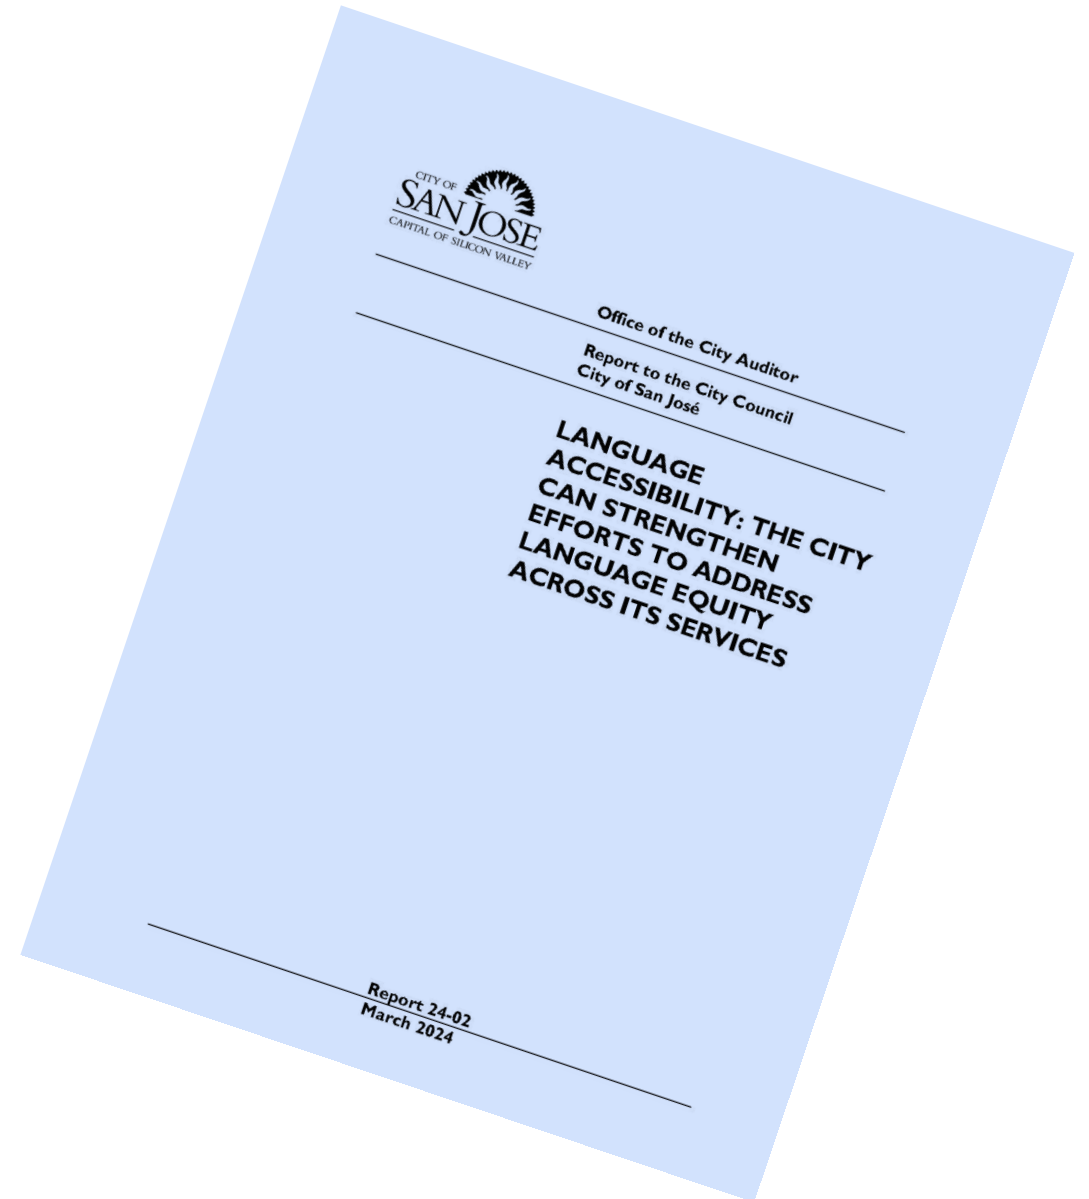 CITY OF
SAN JOSE
CAPITAL OF SILICON VALLEY
Office of the City Auditor
Report to the City Council
City of San José
LANGUAGE
ACCESSIBILITY: THE CITY
CAN STRENGTHEN
EFFORTS TO ADDRESS
LANGUAGE EQUITY
ACROSS ITS SERVICES
Report 24-02
March 2024